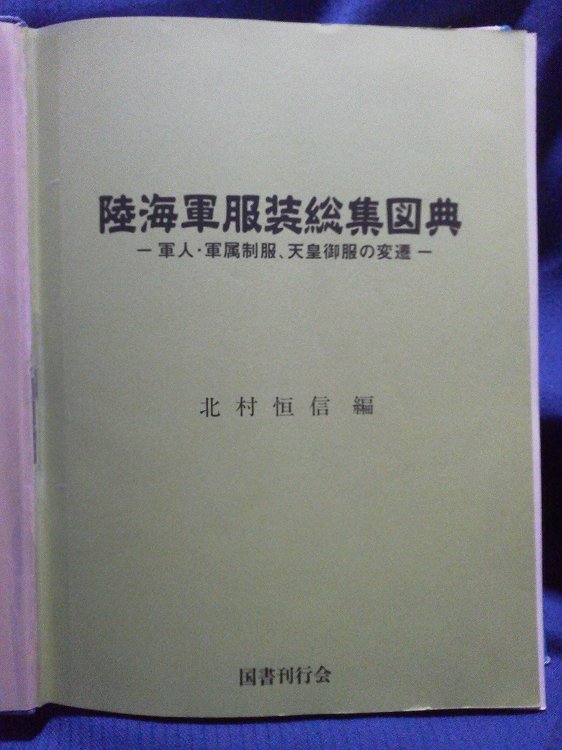 陸海軍服装総集図典
ー軍人・軍属制服、天皇御服の変遷ー
北村恒信 編
国書刊行会